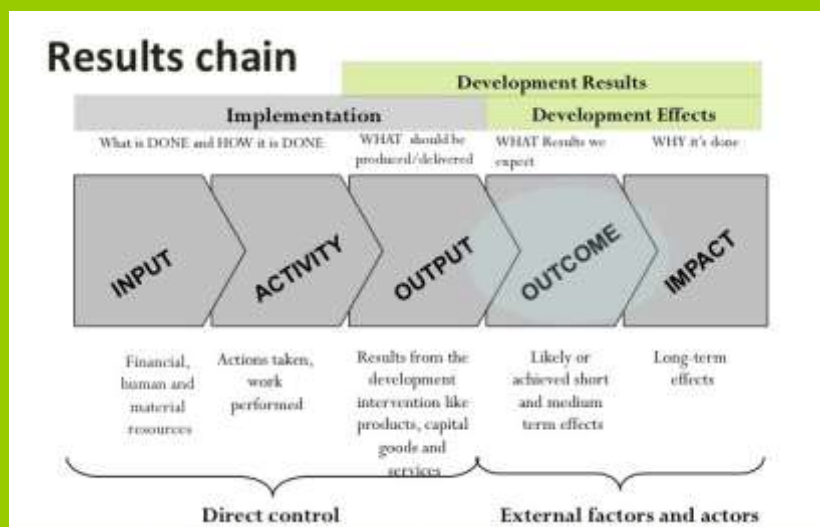 Results chain
Development Results
Implementation
Development Effects
What is DONE and HOW it is DONE
WHAT should be
produced/delivered
WHAT Results we
expect
WHY it's done
INPUT
ACTIVITY
OUTPUT
OUTCOME
IMPACT
Financial,
human and
material
resources
Actions taken,
work
performed
Results from the
development
intervention like
products, capital
goods and
services
Likely or
achieved short
and medium
term effects
Long-term
effects
Direct control
External factors and actors